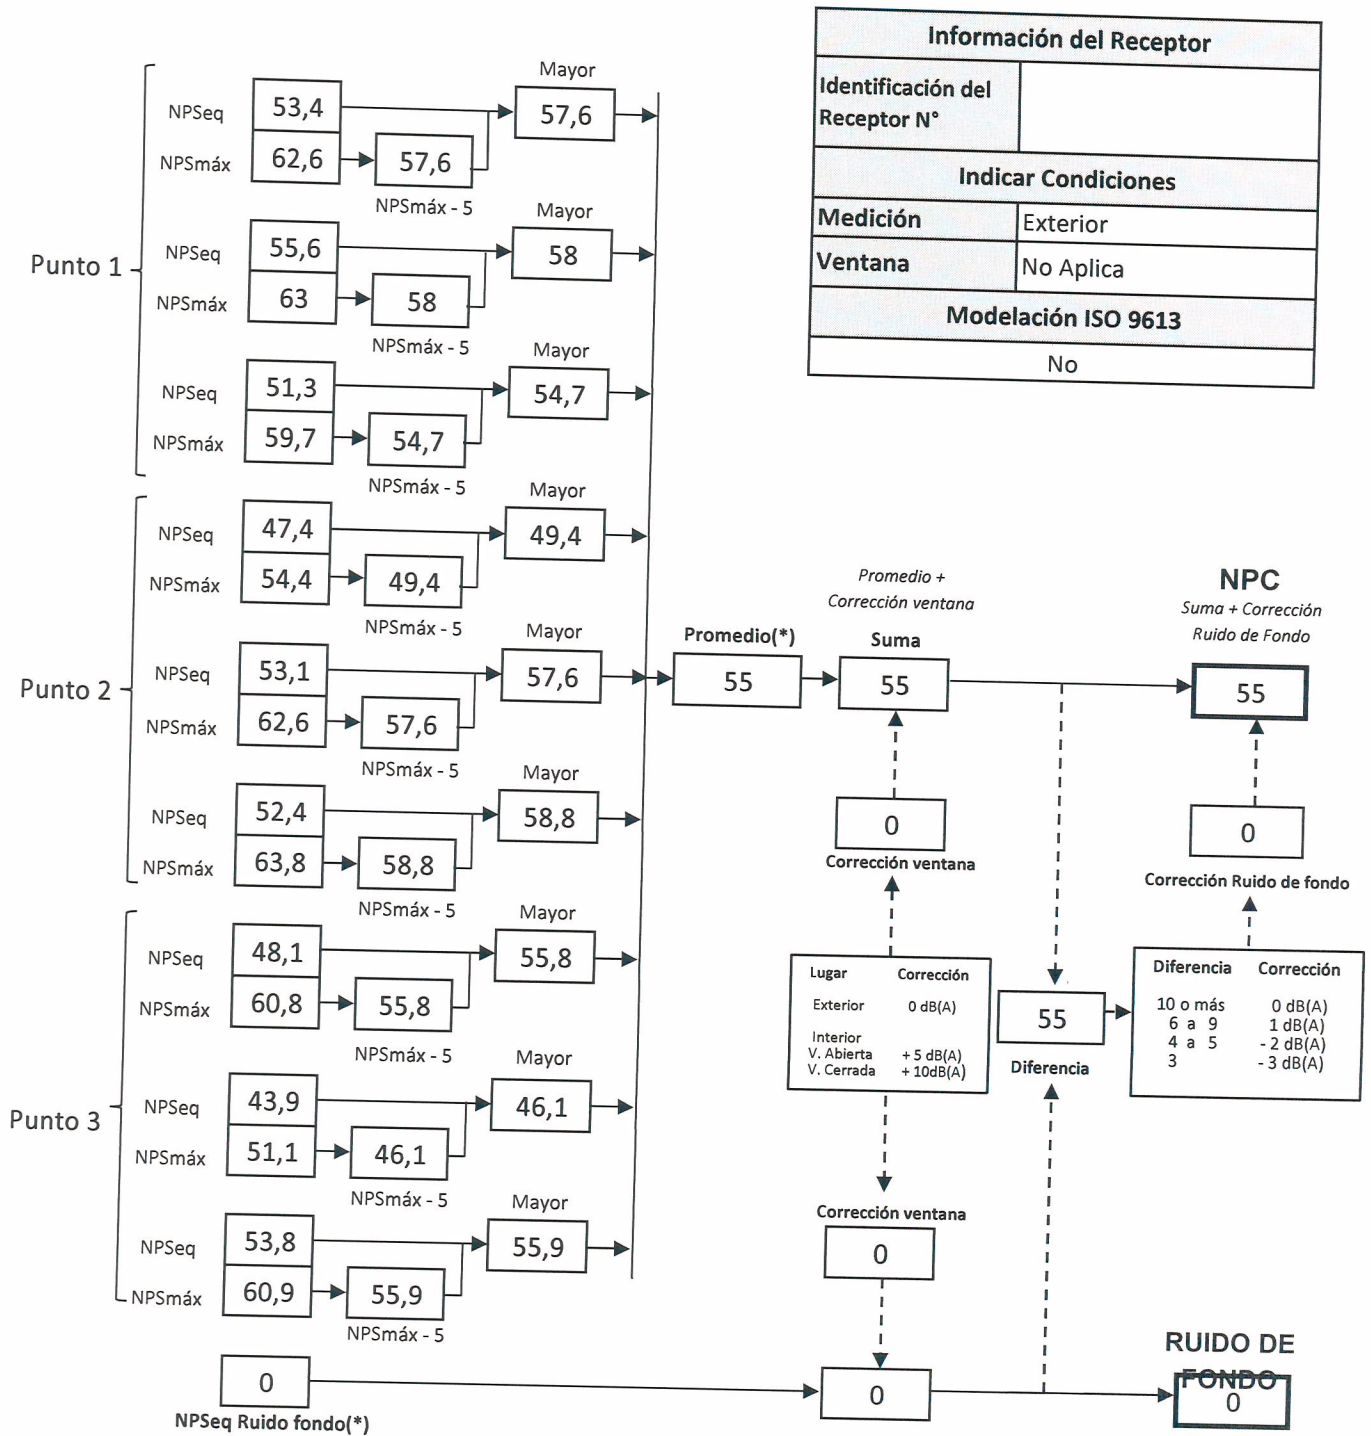 Información del Receptor
Identificación del
Receptor N°
Indicar Condiciones
Medición Exterior
Ventana No Aplica
Modelación ISO 9613
No
Punto 1
Mayor
NPSeq 53,4 57,6
NPSmáx 62,6 57,6
NPSmáx - 5
Mayor
NPSeq 55,6 58
NPSmáx 63 58
NPSmáx - 5
Mayor
NPSeq 51,3 54,7
NPSmáx 59,7 54,7
NPSmáx - 5
Punto 2
Mayor
NPSeq 47,4 49,4
NPSmáx 54,4 49,4
NPSmáx - 5
Mayor
NPSeq 53,1 57,6
NPSmáx 62,6 57,6
NPSmáx - 5
Mayor
NPSeq 52,4 58,8
NPSmáx 63,8 58,8
NPSmáx - 5
Punto 3
Mayor
NPSeq 48,1 55,8
NPSmáx 60,8 55,8
NPSmáx - 5
Mayor
NPSeq 43,9 46,1
NPSmáx 51,1 46,1
NPSmáx - 5
Mayor
NPSeq 53,8 55,9
NPSmáx 60,9 55,9
NPSmáx - 5
0
NPSeq Ruido fondo(*)
Promedio(*)
55
Promedio +
Corrección ventana
Suma
55
0
Corrección ventana
Lugar Corrección
Exterior 0 dB(A)
Interior
V. Abierta + 5 dB(A)
V. Cerrada + 10dB(A)
Corrección ventana
0
0
55
Diferencia
NPC
Suma + Corrección
Ruido de Fondo
55
0
Corrección Ruido de fondo
Diferencia Corrección
10 o más 0 dB(A)
6 a 9 1 dB(A)
4 a 5 - 2 dB(A)
3 - 3 dB(A)
RUIDO DE
FONDO
0